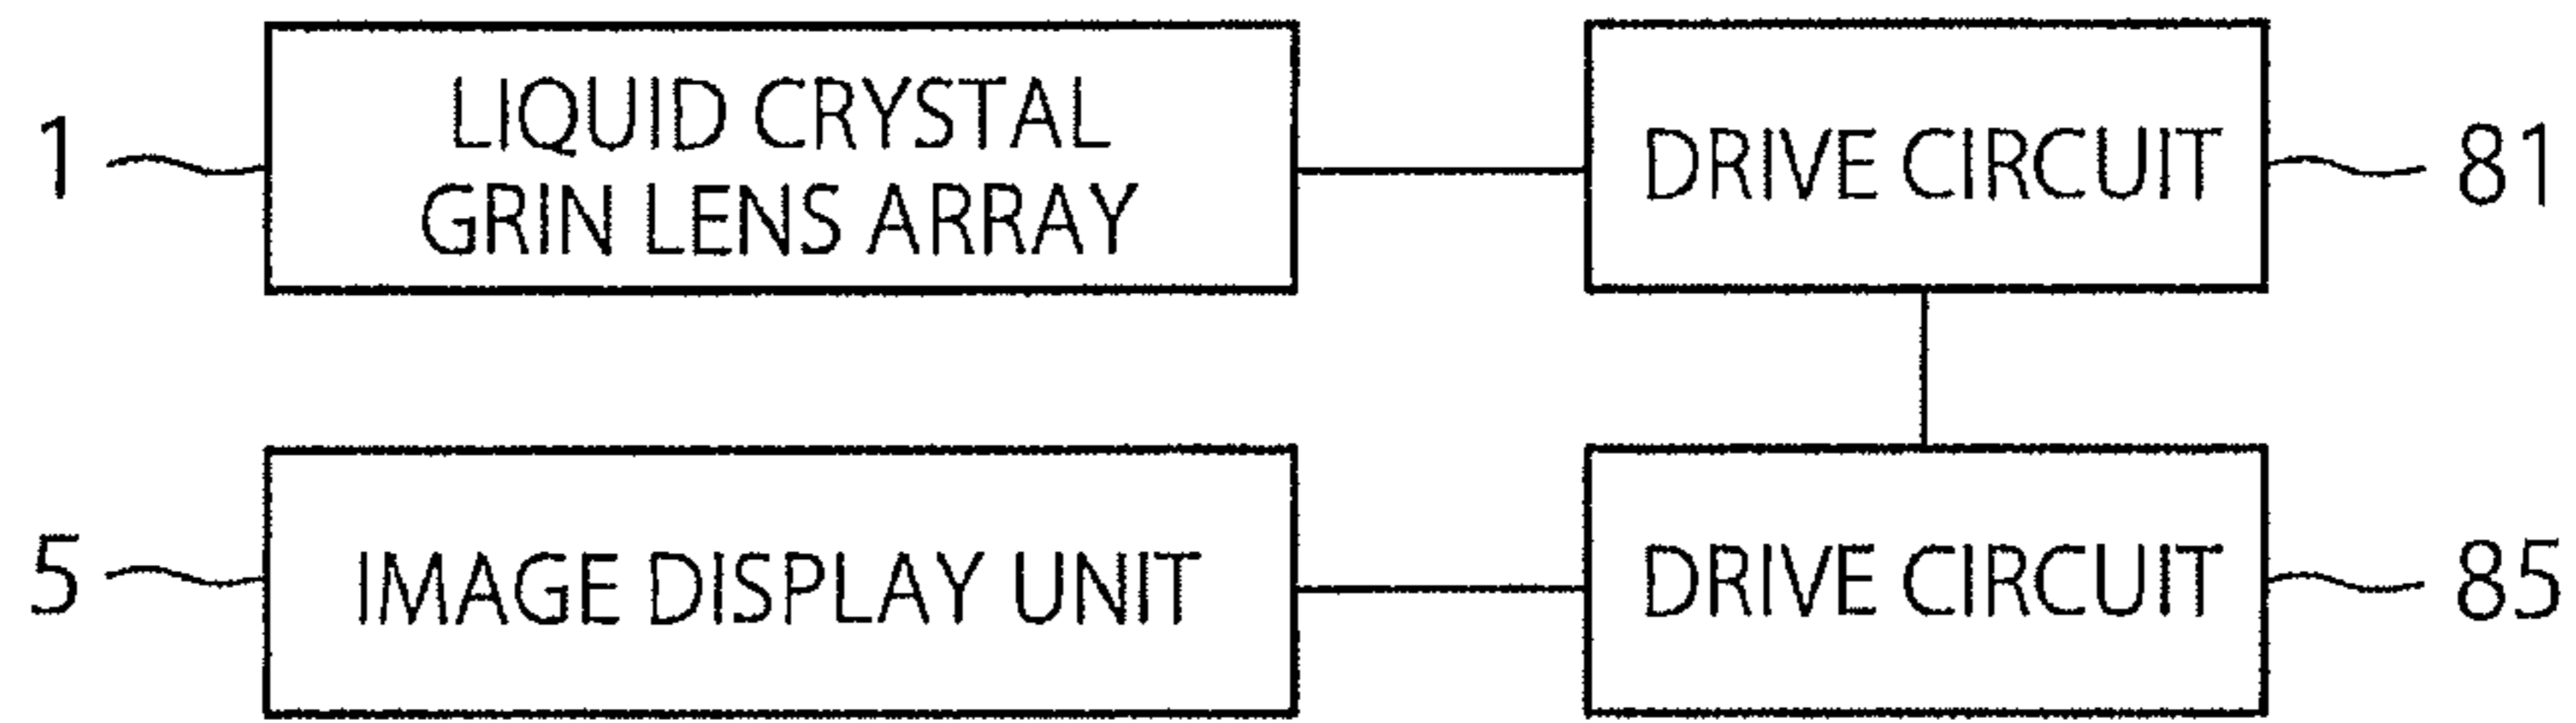 1
LIQUID CRYSTAL
GRIN LENS ARRAY
DRIVE CIRCUIT
81
5
IMAGE DISPLAY UNIT
DRIVE CIRCUIT
85